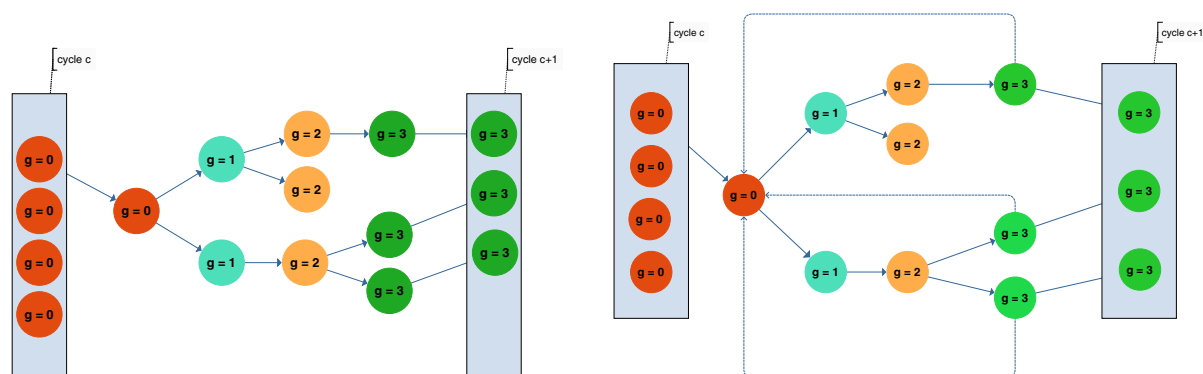 cycle c
cycle c+1
g = 0
g = 0
g = 0
g = 0
g = 0
g = 1
g = 1
g = 2
g = 2
g = 2
g = 3
g = 3
g = 3
g = 3
g = 3
g = 3
cycle c
cycle c+1
g = 0
g = 0
g = 0
g = 0
g = 0
g = 1
g = 1
g = 2
g = 2
g = 2
g = 3
g = 3
g = 3
g = 3
g = 3
g = 3